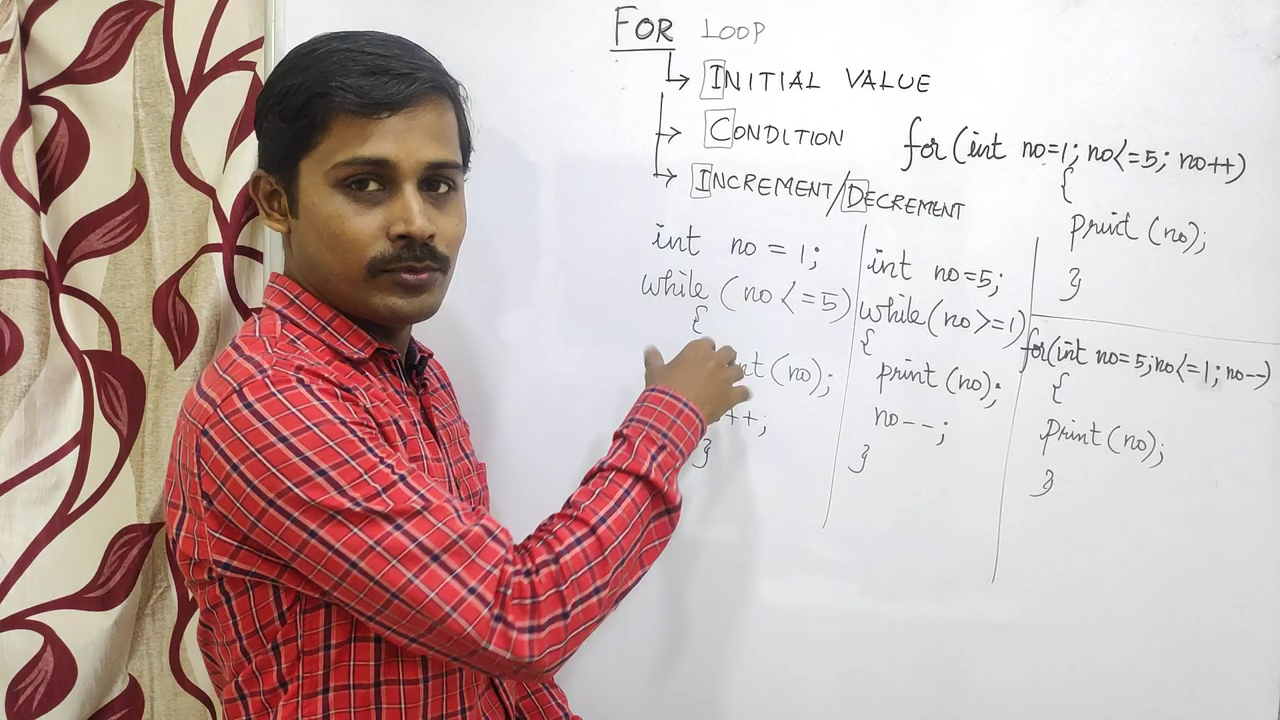 FOR LOOP
INITIAL VALUE
CONDITION
INCREMENT/DECREMENT
for (int no=1; no<=5; no++)
{
print (no);
}
int no = 1;
while (no <=5)
{
(no);
++;
}
int no=5;
while(no>=1)
{
print (no);
no--;
}
for(int no=5;no<=1; no--)
{
print(no);
}